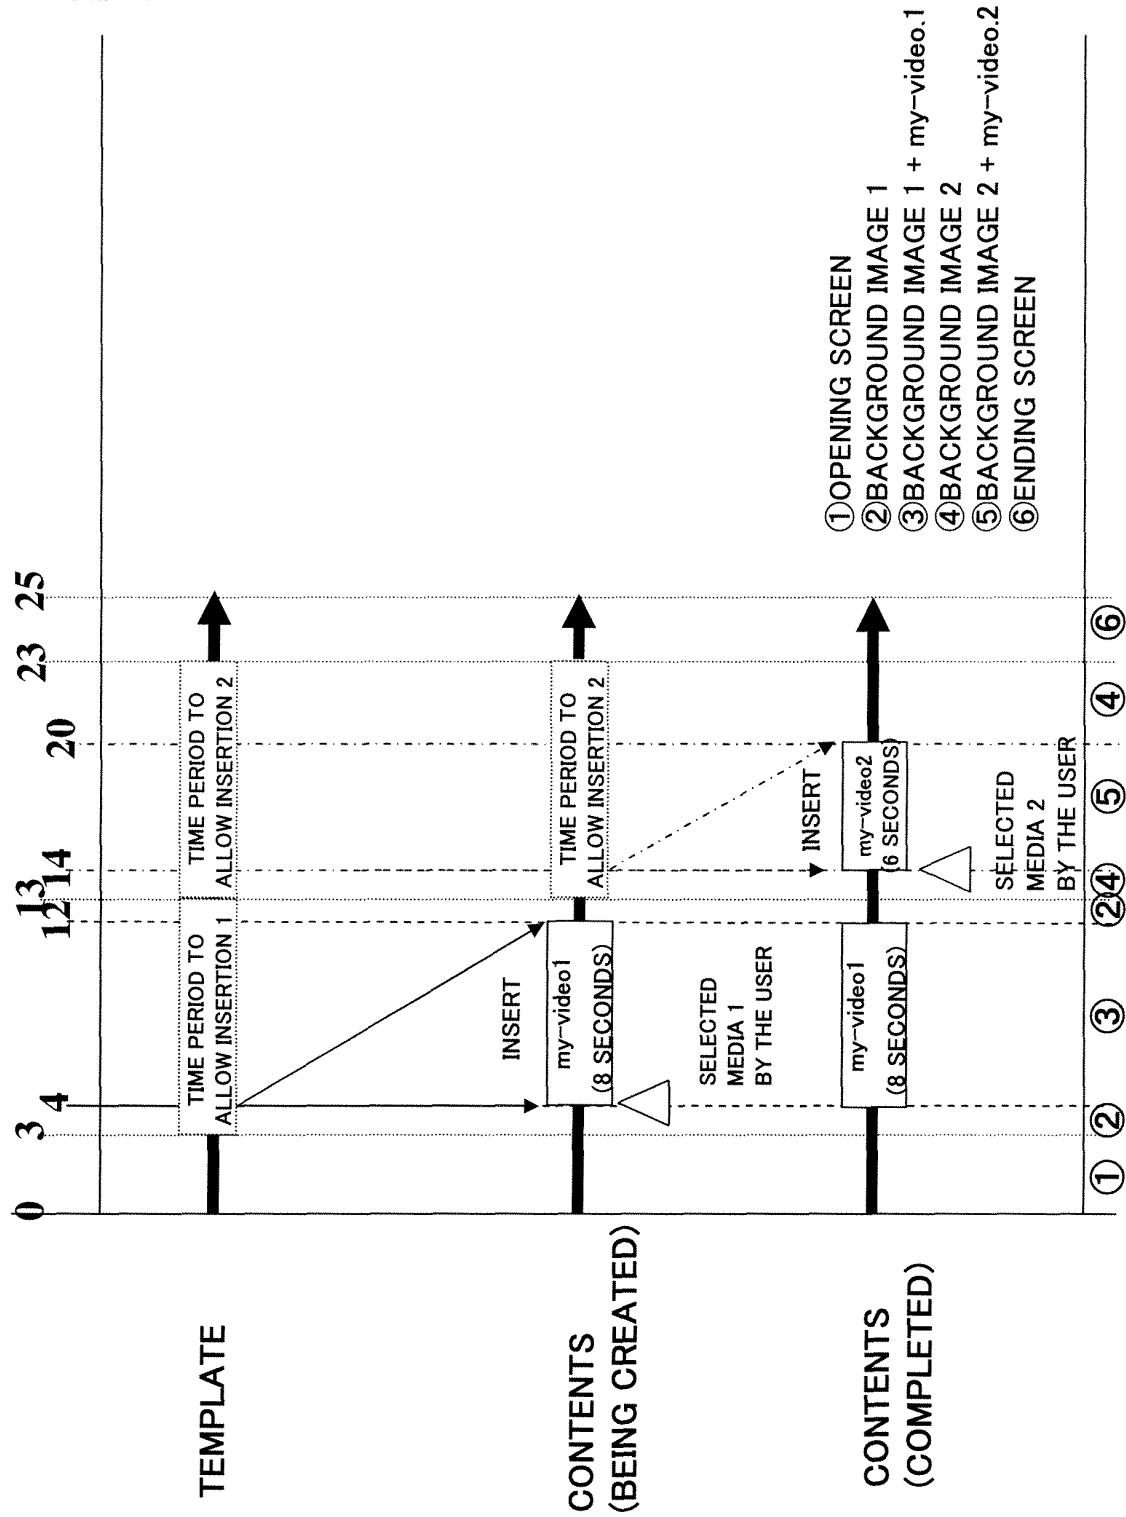 0
3
4
12
13
14
20
23
25
TEMPLATE
TIME PERIOD TO
ALLOW INSERTION 1
TIME PERIOD TO
ALLOW INSERTION 2
CONTENTS
(BEING CREATED)
INSERT
my-video1
(8 SECONDS)
TIME PERIOD TO
ALLOW INSERTION 2
SELECTED
MEDIA 1
BY THE USER
CONTENTS
(COMPLETED)
my-video1
(8 SECONDS)
INSERT
my-video2
(6 SECONDS)
SELECTED
MEDIA 2
BY THE USER
① ② ③ ② ④ ⑤ ④ ⑥
①OPENING SCREEN
②BACKGROUND IMAGE 1
③BACKGROUND IMAGE 1 + my-video.1
④BACKGROUND IMAGE 2
⑤BACKGROUND IMAGE 2 + my-video.2
⑥ENDING SCREEN